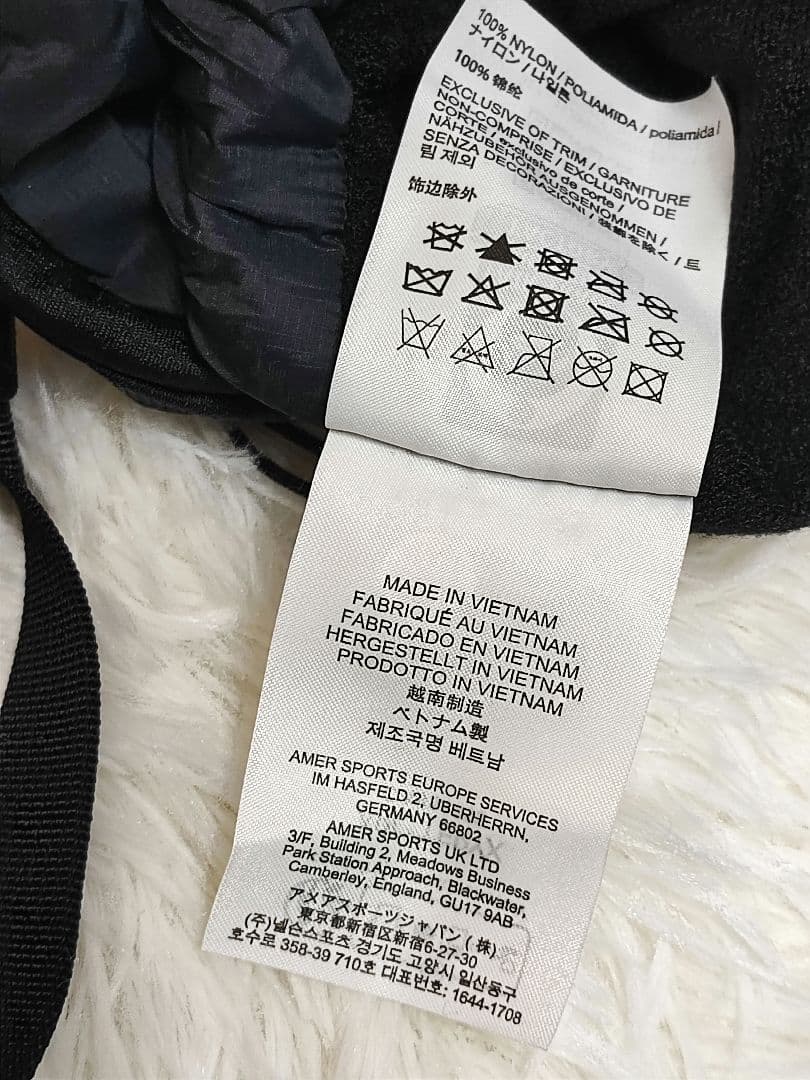 100% NYLON / POLIAMIDA / poliamida /
ナイロン / 나일론
100% 锦纶
EXCLUSIVE OF TRIM / GARNITURE
NON-COMPRISE / EXCLUSIVO DE
CORTE / exclusivo de corte /
NÄHZUBEHÖR AUSGENOMMEN /
SENZA DECORAZIONI / 装飾を除く / 트
림 제외
饰边除外
MADE IN VIETNAM
FABRIQUÉ AU VIETNAM
FABRICADO EN VIETNAM
HERGESTELLT IN VIETNAM
PRODOTTO IN VIETNAM
越南制造
ベトナム製
제조국명 베트남
AMER SPORTS EUROPE SERVICES
IM HASFELD 2, UBERHERRN,
GERMANY 66802
AMER SPORTS UK LTD
3/F, Building 2, Meadows Business
Park Station Approach, Blackwater,
Camberley, England, GU17 9AB
アメアスポーツジャパン (株)
東京都新宿区新宿6-27-30
(주)넬슨스포츠 경기도 고양시 일산동구
호수로 358-39 710호 대표번호: 1644-1708